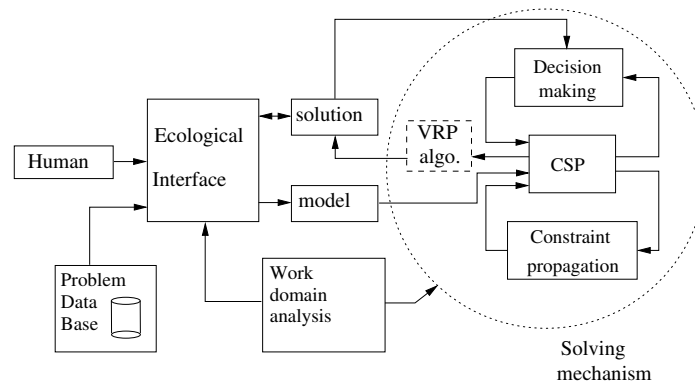 Decision
making
solution
VRP
algo.
Ecological
Interface
CSP
Human
model
Constraint
propagation
Work
domain
analysis
Problem
Data
Base
Solving
mechanism